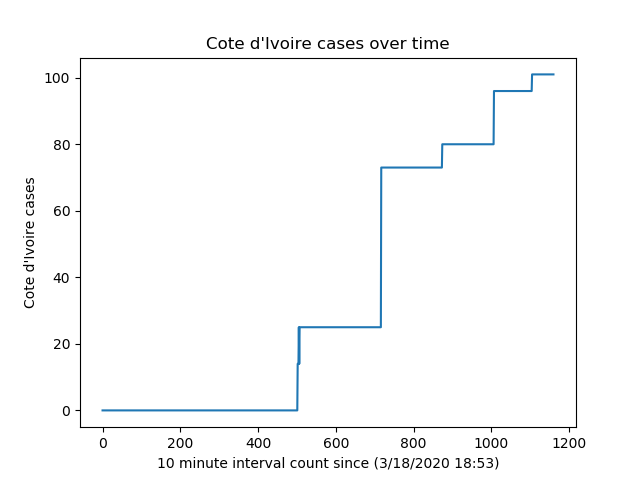 Cote d'Ivoire cases over time
Cote d'Ivoire cases
100
80
60
40
20
0
0 200 400 600 800 1000 1200
10 minute interval count since (3/18/2020 18:53)